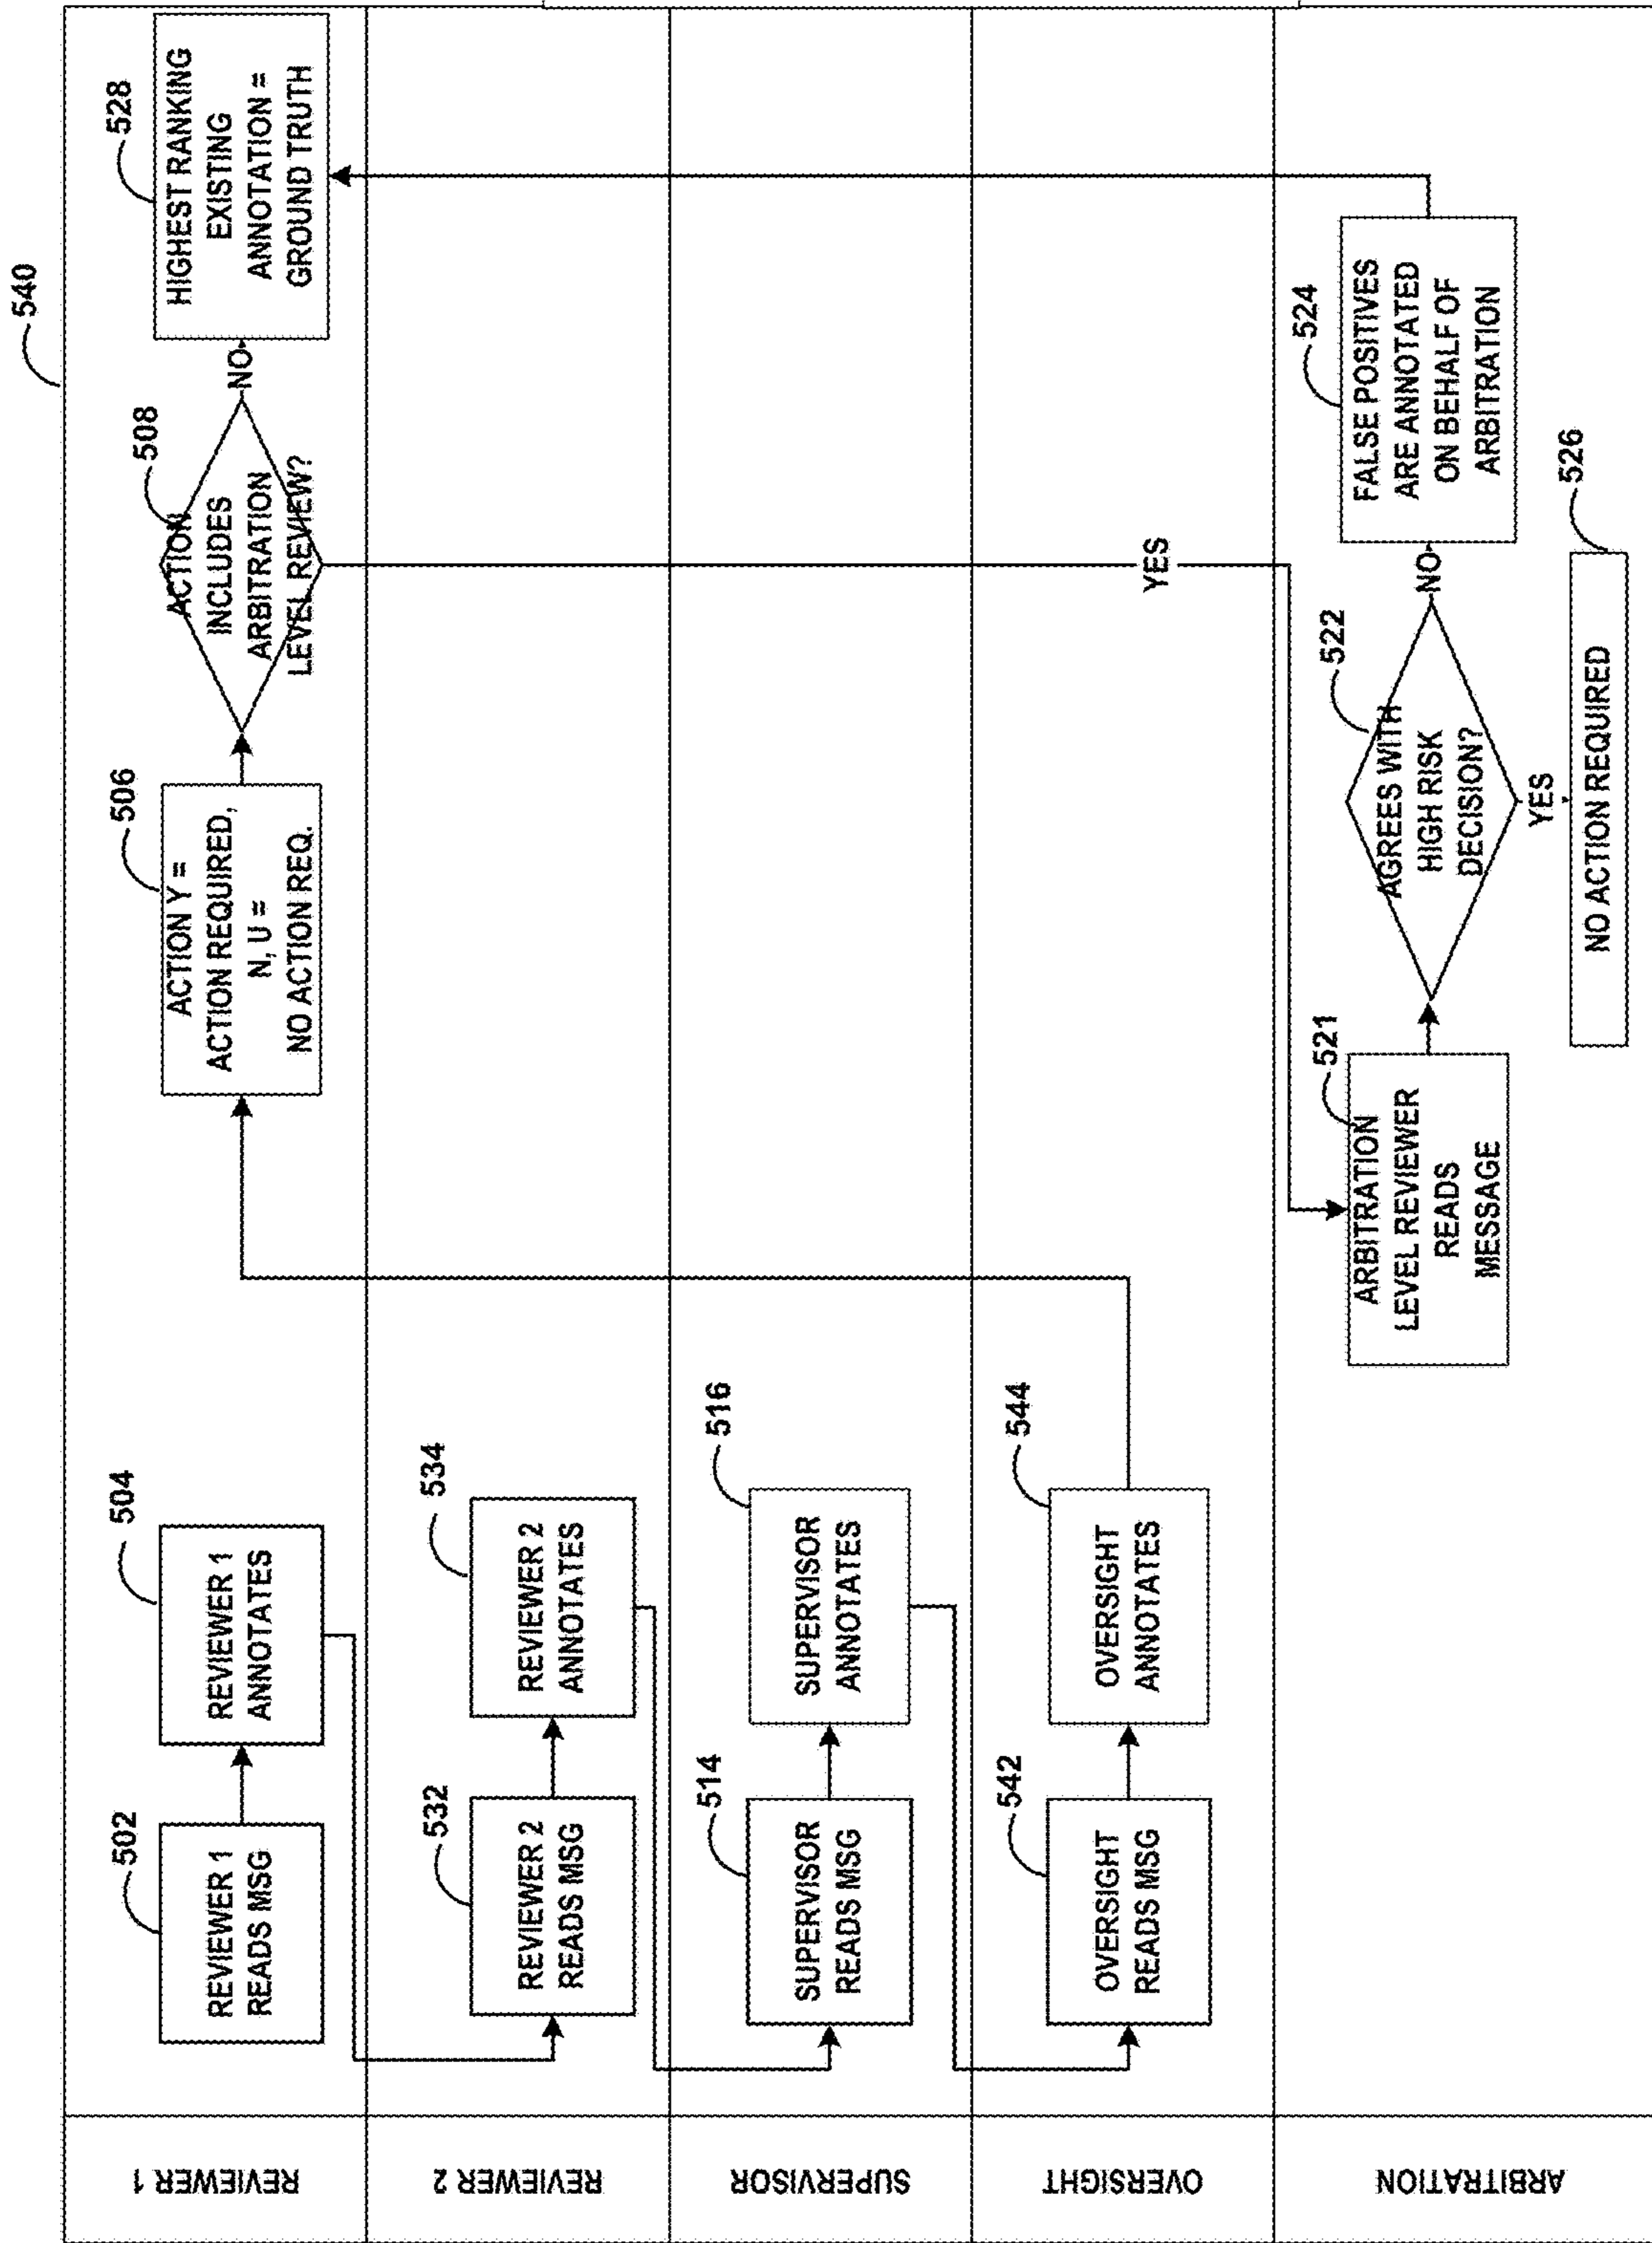 540
REVIEWER 1
502
REVIEWER 1
READS MSG
504
REVIEWER 1
ANNOTATES
506
ACTION Y =
ACTION REQUIRED,
N, U =
NO ACTION REQ.
508
ACTION
INCLUDES
ARBITRATION
LEVEL REVIEW?
NO
528
HIGHEST RANKING
EXISTING
ANNOTATION =
GROUND TRUTH
REVIEWER 2
532
REVIEWER 2
READS MSG
534
REVIEWER 2
ANNOTATES
SUPERVISOR
514
SUPERVISOR
READS MSG
516
SUPERVISOR
ANNOTATES
OVERSIGHT
542
OVERSIGHT
READS MSG
544
OVERSIGHT
ANNOTATES
YES
ARBITRATION
521
ARBITRATION
LEVEL REVIEWER
READS
MESSAGE
522
AGREES WITH
HIGH RISK
DECISION?
NO
524
FALSE POSITIVES
ARE ANNOTATED
ON BEHALF OF
ARBITRATION
YES
526
NO ACTION REQUIRED